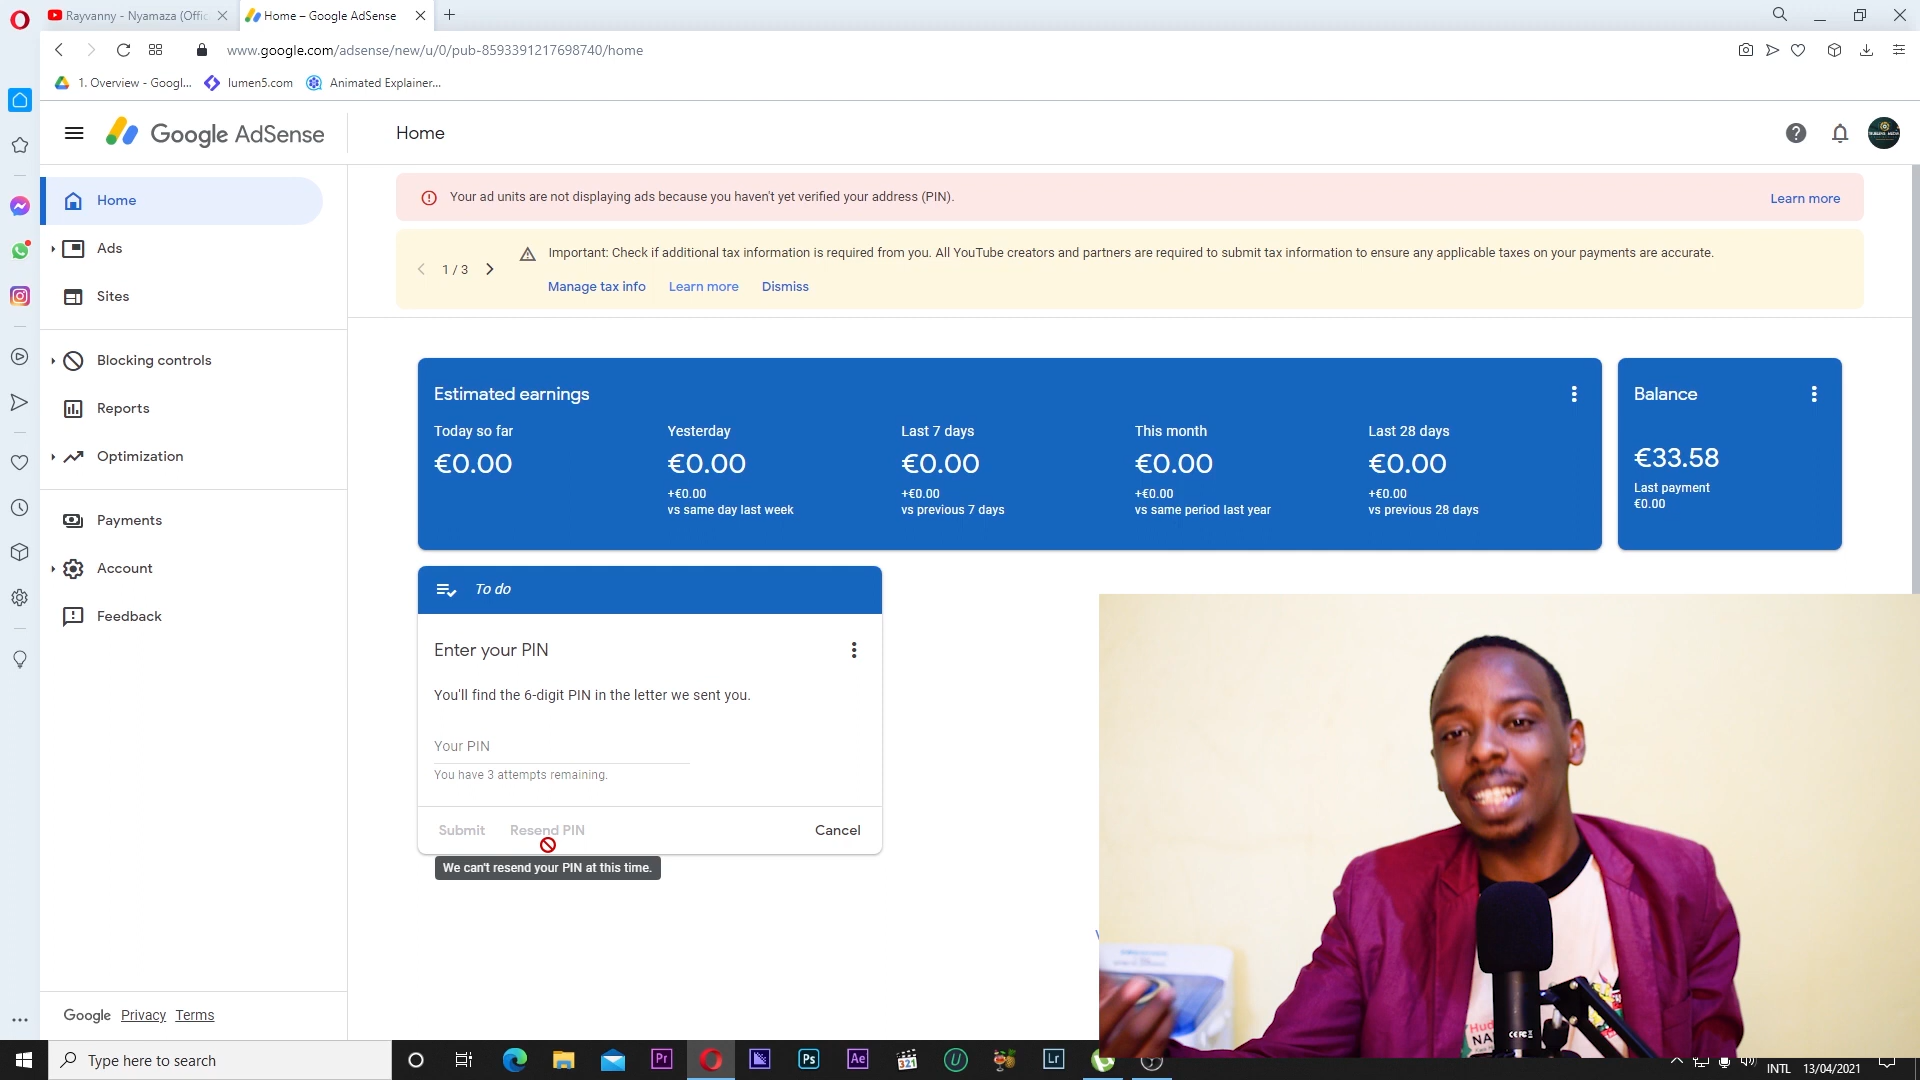 Rayvanny - Nyamaza (Offic
Home – Google AdSense
www.google.com/adsense/new/u/0/pub-8593391217698740/home
1. Overview - Googl...
lumen5.com
Animated Explainer...
Google AdSense
Home
Home
Ads
Sites
Blocking controls
Reports
Optimization
Payments
Account
Feedback
Google Privacy Terms
Your ad units are not displaying ads because you haven't yet verified your address (PIN).
Learn more
1 / 3
Important: Check if additional tax information is required from you. All YouTube creators and partners are required to submit tax information to ensure any applicable taxes on your payments are accurate.
Manage tax info Learn more Dismiss
Estimated earnings
Today so far
€0.00
Yesterday
€0.00
+€0.00
vs same day last week
Last 7 days
€0.00
+€0.00
vs previous 7 days
This month
€0.00
+€0.00
vs same period last year
Last 28 days
€0.00
+€0.00
vs previous 28 days
Balance
€33.58
Last payment
€0.00
To do
Enter your PIN
You'll find the 6-digit PIN in the letter we sent you.
Your PIN
You have 3 attempts remaining.
Submit Resend PIN Cancel
We can't resend your PIN at this time.
Type here to search
Pr
Ps
Ae
321
U
Lr
INTL
13/04/2021